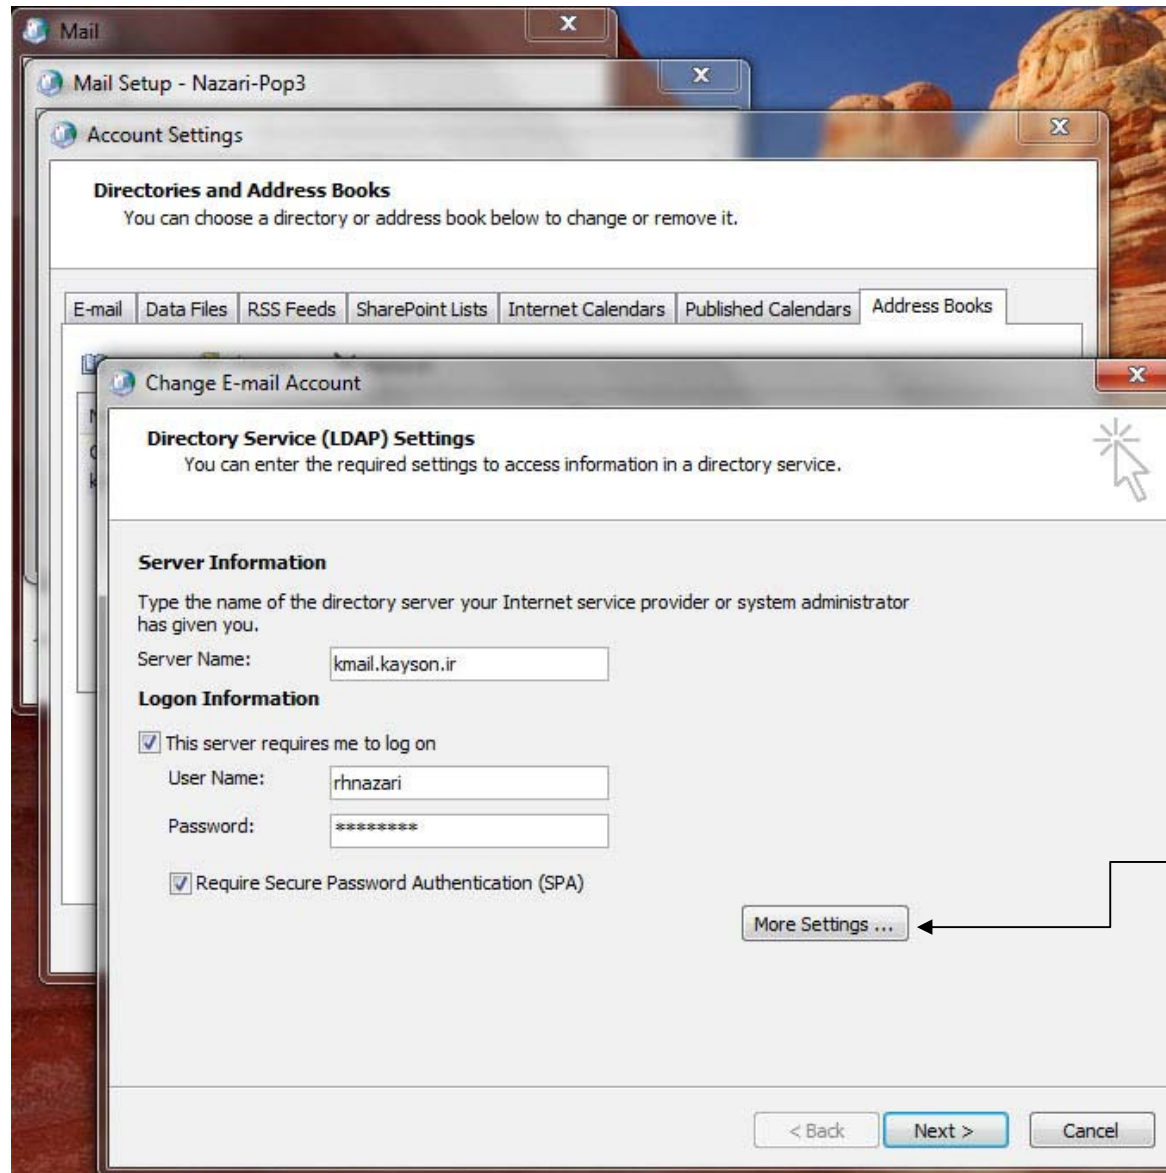 Mail
Mail Setup - Nazari-Pop3
Account Settings
Directories and Address Books
You can choose a directory or address book below to change or remove it.
E-mail Data Files RSS Feeds SharePoint Lists Internet Calendars Published Calendars Address Books
Change E-mail Account
Directory Service (LDAP) Settings
You can enter the required settings to access information in a directory service.
Server Information
Type the name of the directory server your Internet service provider or system administrator
has given you.
Server Name: kmail.kayson.ir
Logon Information
This server requires me to log on
User Name: rhnazari
Password: ********
Require Secure Password Authentication (SPA)
More Settings ...
< Back Next > Cancel